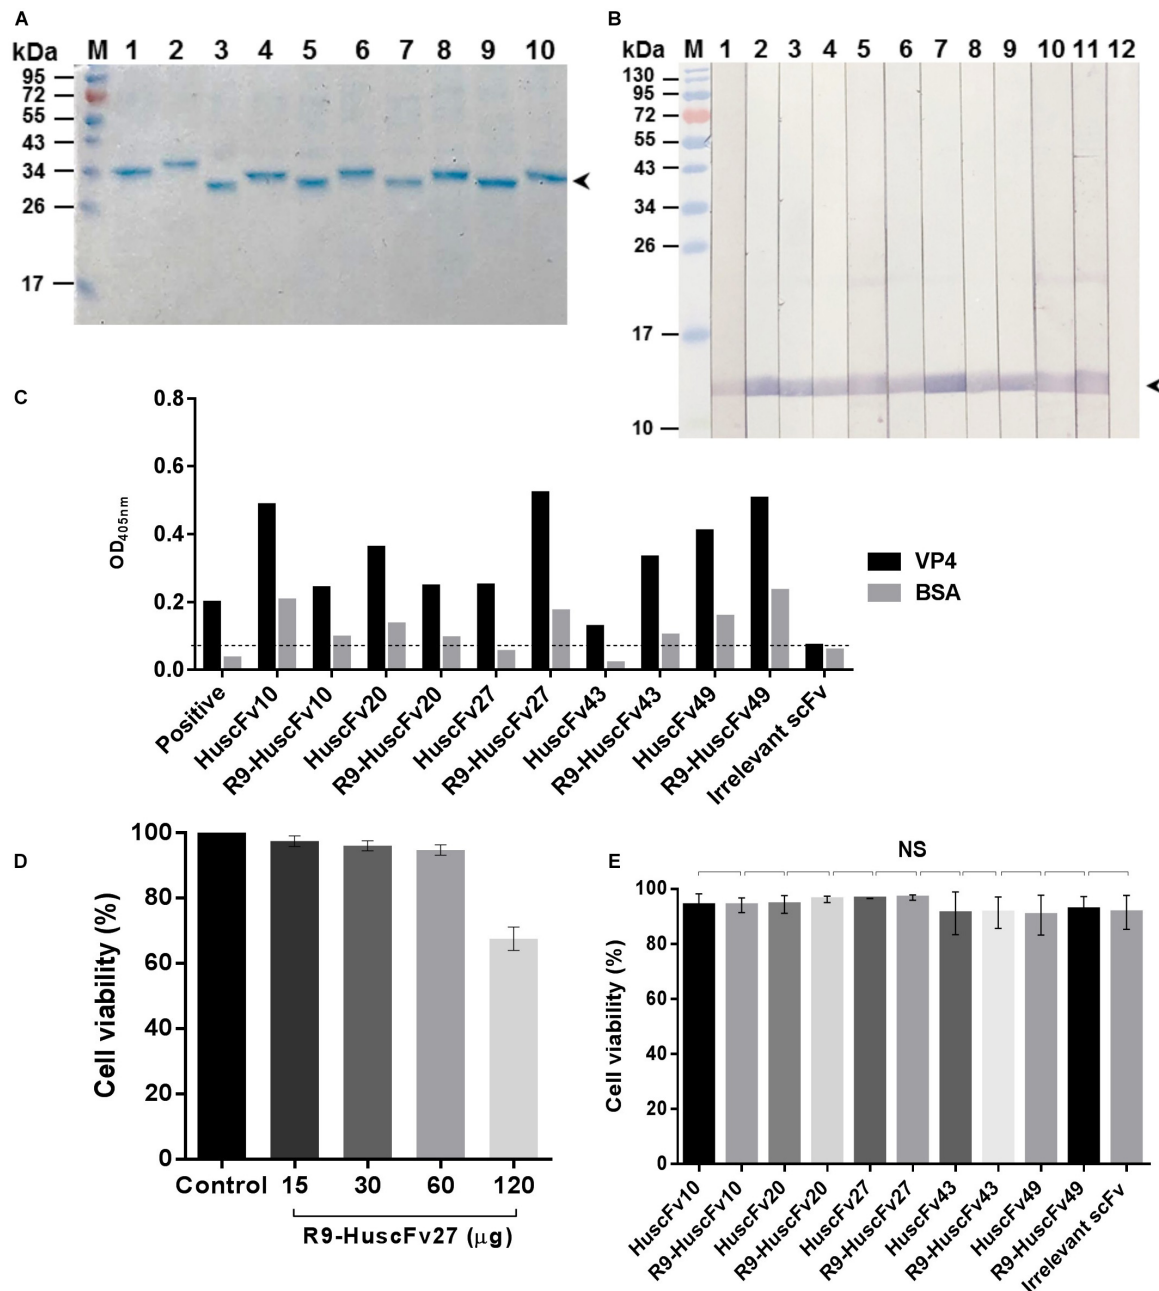 A
kDa M 1 2 3 4 5 6 7 8 9 10
95
72
55
43
34
26
17
B
kDa M 1 2 3 4 5 6 7 8 9 10 11 12
130
95
72
55
43
34
26
17
10
C
0.8
0.6
0.4
0.2
0.0
OD405nm
VP4
BSA
Positive
HuscFv10
R9-HuscFv10
HuscFv20
R9-HuscFv20
HuscFv27
R9-HuscFv27
HuscFv43
R9-HuscFv43
HuscFv49
R9-HuscFv49
Irrelevant scFv
D
100
80
60
40
20
0
Cell viability (%)
Control 15 30 60 120
R9-HuscFv27 (µg)
E
NS
100
80
60
40
20
0
Cell viability (%)
HuscFv10
R9-HuscFv10
HuscFv20
R9-HuscFv20
HuscFv27
R9-HuscFv27
HuscFv43
R9-HuscFv43
HuscFv49
R9-HuscFv49
Irrelevant scFv